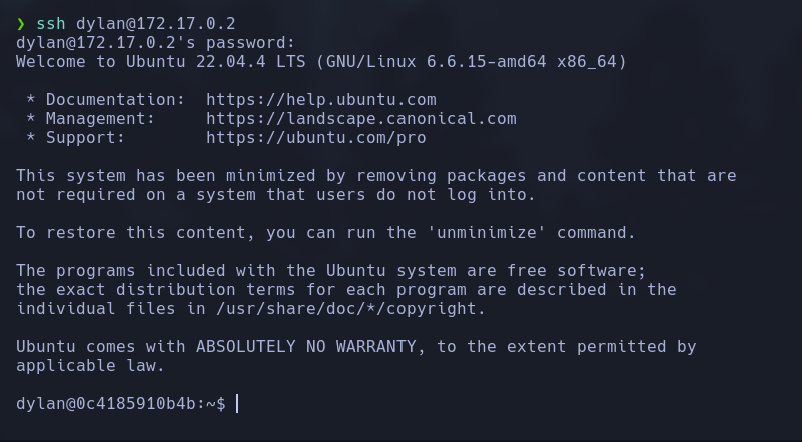 ❯ ssh dylan@172.17.0.2
dylan@172.17.0.2's password:
Welcome to Ubuntu 22.04.4 LTS (GNU/Linux 6.6.15-amd64 x86_64)
* Documentation:  https://help.ubuntu.com
* Management:     https://landscape.canonical.com
* Support:        https://ubuntu.com/pro
This system has been minimized by removing packages and content that are
not required on a system that users do not log into.
To restore this content, you can run the 'unminimize' command.
The programs included with the Ubuntu system are free software;
the exact distribution terms for each program are described in the
individual files in /usr/share/doc/*/copyright.
Ubuntu comes with ABSOLUTELY NO WARRANTY, to the extent permitted by
applicable law.
dylan@0c4185910b4b:~$